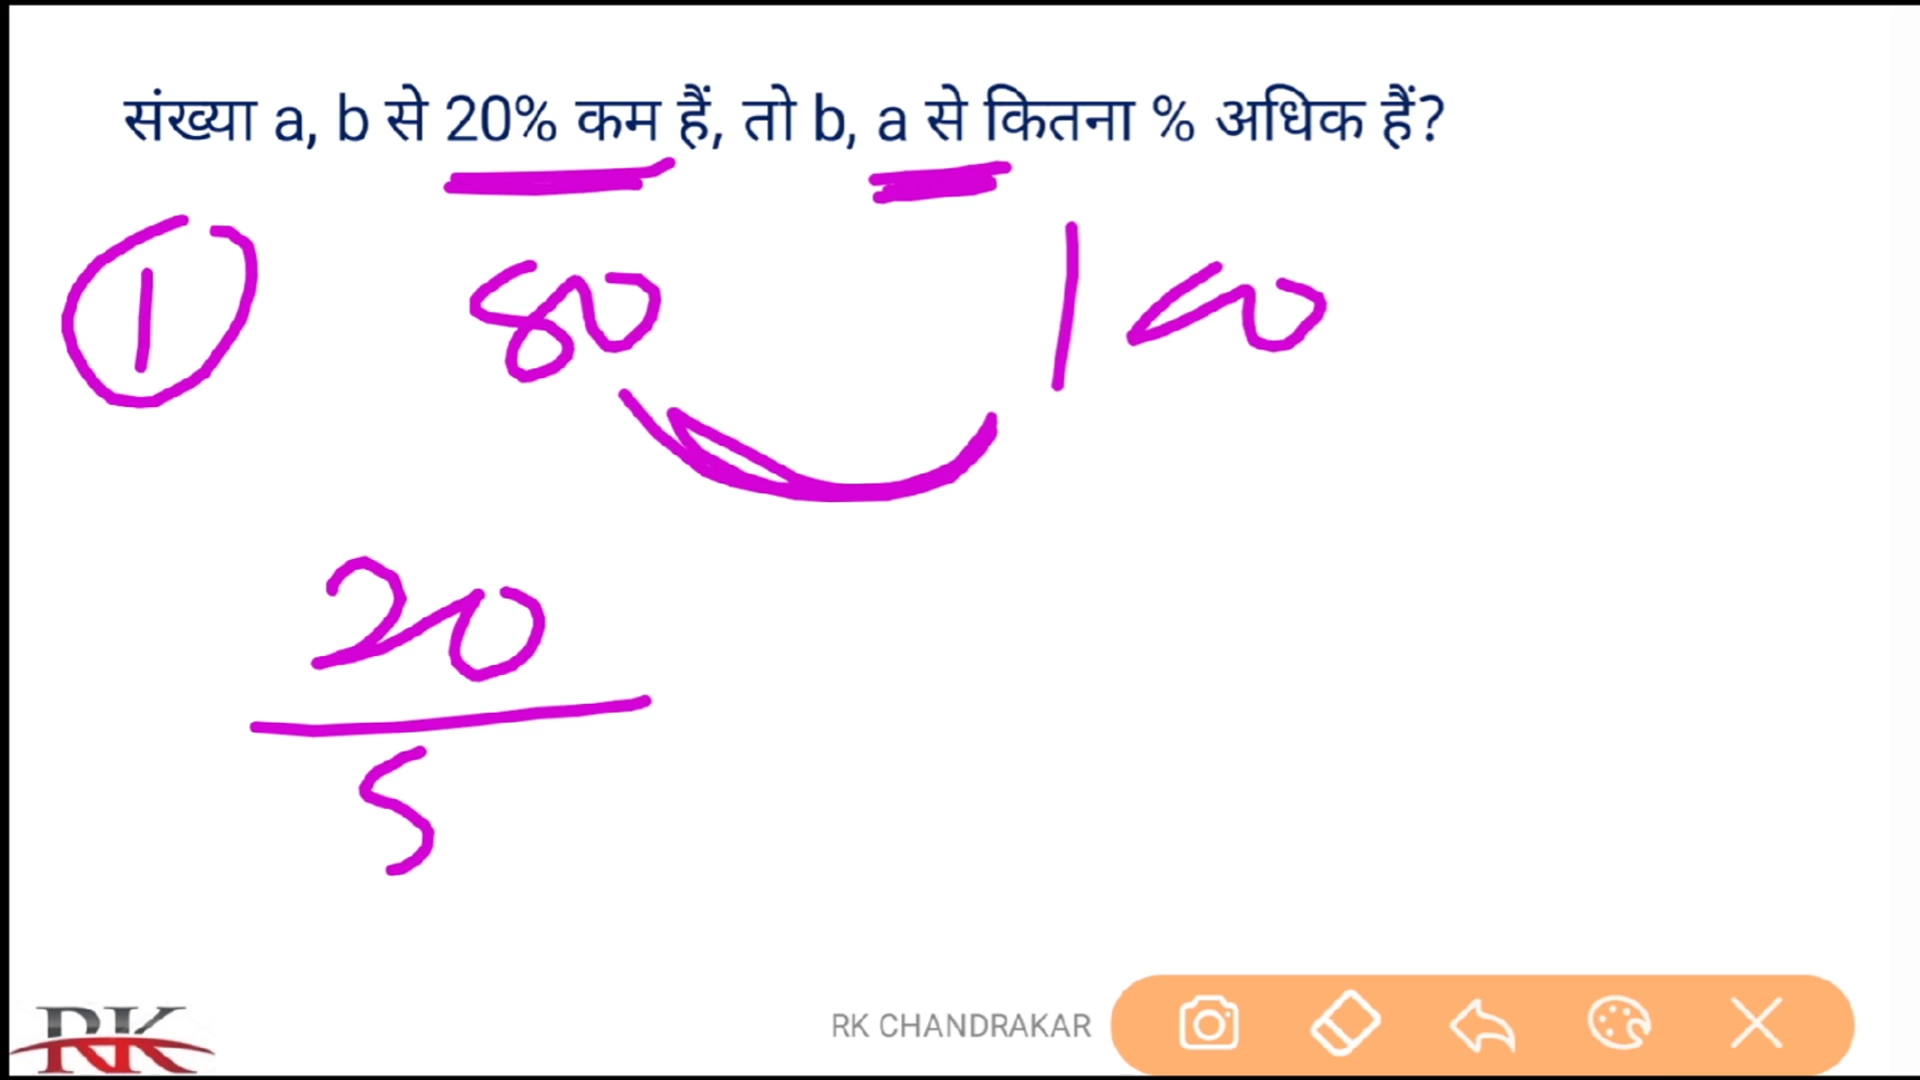 संख्या a, b से 20% कम हैं, तो b, a से कितना % अधिक हैं?
1 80 100
20
5
RK
RK CHANDRAKAR